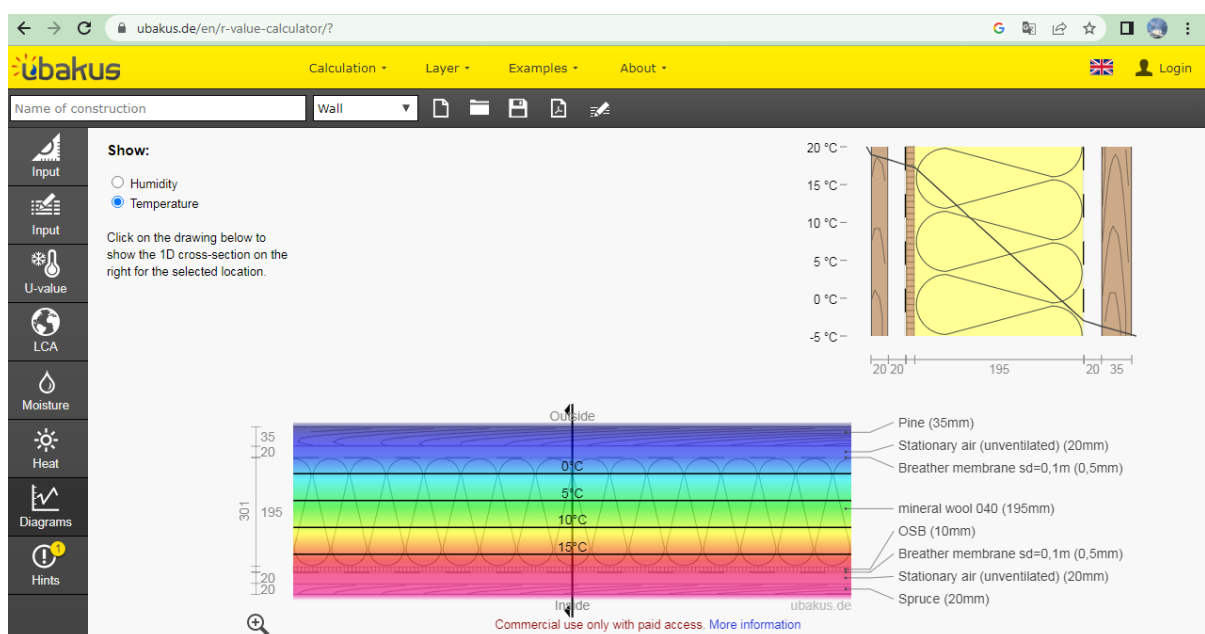 ubakus.de/en/r-value-calculator/?
G
ubakus
Calculation
Layer
Examples
About
Login
Name of construction
Wall
Input
Input
U-value
LCA
Moisture
Heat
Diagrams
1
Hints
Show:
Humidity
Temperature
Click on the drawing below to
show the 1D cross-section on the
right for the selected location.
20 °C
15 °C
10 °C
5 °C
0 °C
-5 °C
20 20 195 20 35
Outside
35
20
301
195
20
20
0°C
5°C
10°C
15°C
Inside
ubakus.de
Pine (35mm)
Stationary air (unventilated) (20mm)
Breather membrane sd=0,1m (0,5mm)
mineral wool 040 (195mm)
OSB (10mm)
Breather membrane sd=0,1m (0,5mm)
Stationary air (unventilated) (20mm)
Spruce (20mm)
Commercial use only with paid access. More information